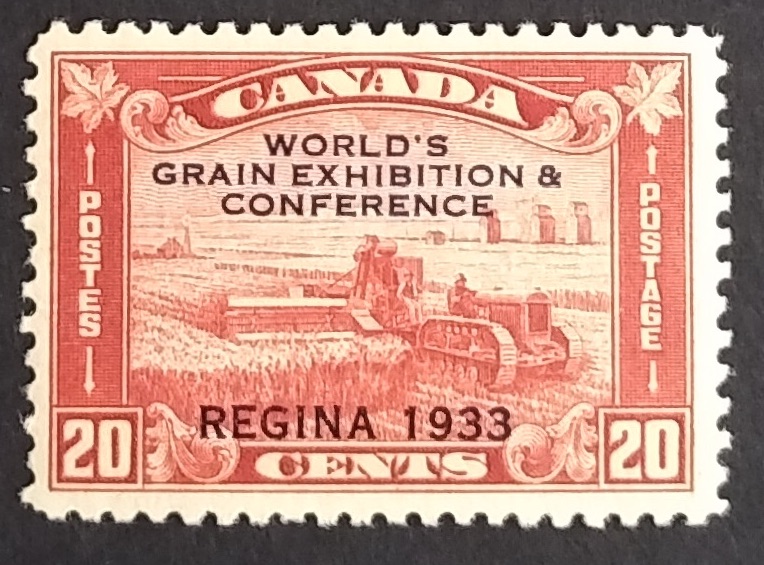 CANADA
WORLD'S
GRAIN EXHIBITION &
CONFERENCE
POSTES
POSTAGE
REGINA 1933
20
CENTS
20